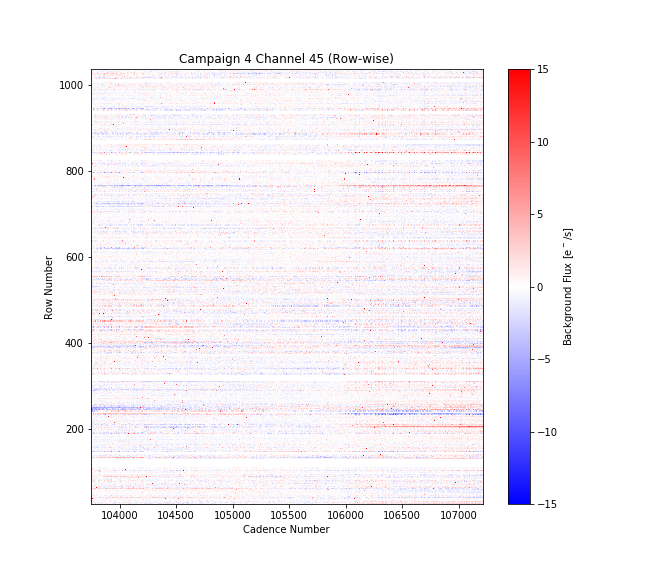 Campaign 4 Channel 45 (Row-wise)
1000
800
600
400
200
Row Number
104000 104500 105000 105500 106000 106500 107000
Cadence Number
15
10
5
0
−5
−10
−15
Background Flux [e⁻/s]